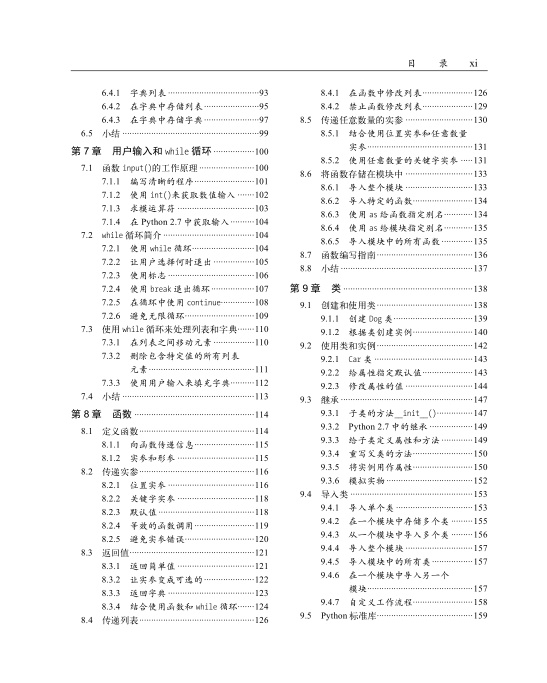 目 录 xi
6.4.1 字典列表 93
6.4.2 在字典中存储列表 95
6.4.3 在字典中存储字典 97
6.5 小结 99
第 7 章 用户输入和 while 循环 100
7.1 函数 input()的工作原理 100
7.1.1 编写清晰的程序 101
7.1.2 使用 int()来获取数值输入 102
7.1.3 求模运算符 103
7.1.4 在 Python 2.7 中获取输入 104
7.2 while 循环简介 104
7.2.1 使用 while 循环 104
7.2.2 让用户选择何时退出 105
7.2.3 使用标志 106
7.2.4 使用 break 退出循环 107
7.2.5 在循环中使用 continue 108
7.2.6 避免无限循环 109
7.3 使用 while 循环来处理列表和字典 110
7.3.1 在列表之间移动元素 110
7.3.2 删除包含特定值的所有列表
元素 111
7.3.3 使用用户输入来填充字典 112
7.4 小结 113
第 8 章 函数 114
8.1 定义函数 114
8.1.1 向函数传递信息 115
8.1.2 实参和形参 115
8.2 传递实参 116
8.2.1 位置实参 116
8.2.2 关键字实参 118
8.2.3 默认值 118
8.2.4 等效的函数调用 119
8.2.5 避免实参错误 120
8.3 返回值 121
8.3.1 返回简单值 121
8.3.2 让实参变成可选的 122
8.3.3 返回字典 123
8.3.4 结合使用函数和 while 循环 124
8.4 传递列表 126
8.4.1 在函数中修改列表 126
8.4.2 禁止函数修改列表 129
8.5 传递任意数量的实参 130
8.5.1 结合使用位置实参和任意数量
实参 131
8.5.2 使用任意数量的关键字实参 131
8.6 将函数存储在模块中 133
8.6.1 导入整个模块 133
8.6.2 导入特定的函数 134
8.6.3 使用 as 给函数指定别名 134
8.6.4 使用 as 给模块指定别名 135
8.6.5 导入模块中的所有函数 135
8.7 函数编写指南 136
8.8 小结 137
第 9 章 类 138
9.1 创建和使用类 138
9.1.1 创建 Dog 类 139
9.1.2 根据类创建实例 140
9.2 使用类和实例 142
9.2.1 Car 类 143
9.2.2 给属性指定默认值 143
9.2.3 修改属性的值 144
9.3 继承 147
9.3.1 子类的方法__init__() 147
9.3.2 Python 2.7 中的继承 149
9.3.3 给子类定义属性和方法 149
9.3.4 重写父类的方法 150
9.3.5 将实例用作属性 150
9.3.6 模拟实物 152
9.4 导入类 153
9.4.1 导入单个类 153
9.4.2 在一个模块中存储多个类 155
9.4.3 从一个模块中导入多个类 156
9.4.4 导入整个模块 157
9.4.5 导入模块中的所有类 157
9.4.6 在一个模块中导入另一个
模块 157
9.4.7 自定义工作流程 158
9.5 Python 标准库 159